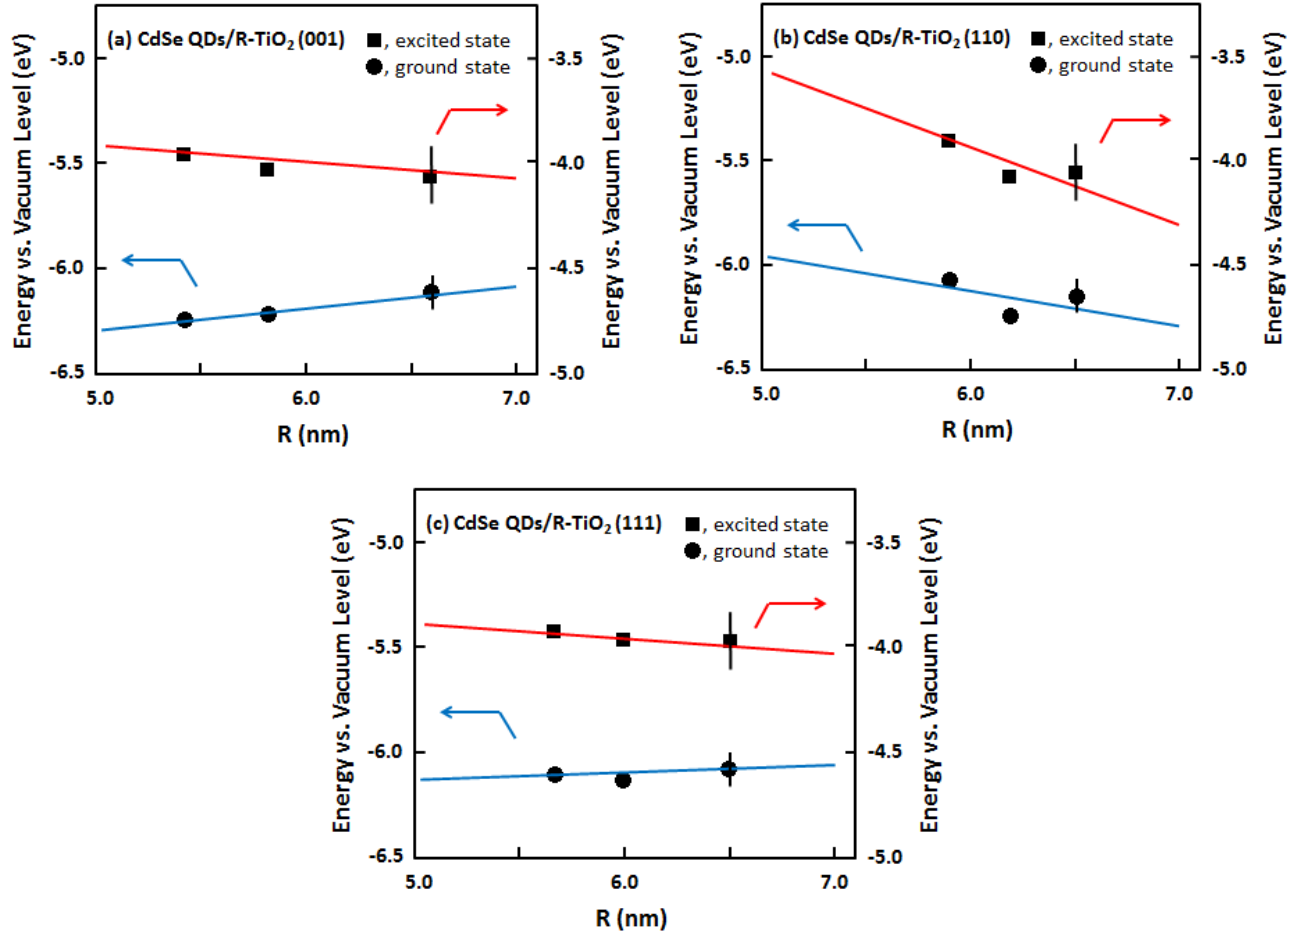 (a) CdSe QDs/R-TiO₂ (001)
■, excited state
●, ground state
Energy vs. Vacuum Level (eV)
-5.0
-5.5
-6.0
-6.5
-3.5
-4.0
-4.5
-5.0
Energy vs. Vacuum Level (eV)
5.0 6.0 7.0
R (nm)
(b) CdSe QDs/R-TiO₂ (110)
■, excited state
●, ground state
Energy vs. Vacuum Level (eV)
-5.0
-5.5
-6.0
-6.5
-3.5
-4.0
-4.5
-5.0
Energy vs. Vacuum Level (eV)
5.0 6.0 7.0
R (nm)
(c) CdSe QDs/R-TiO₂ (111)
■, excited state
●, ground state
Energy vs. Vacuum Level (eV)
-5.0
-5.5
-6.0
-6.5
-3.5
-4.0
-4.5
-5.0
Energy vs. Vacuum Level (eV)
5.0 6.0 7.0
R (nm)